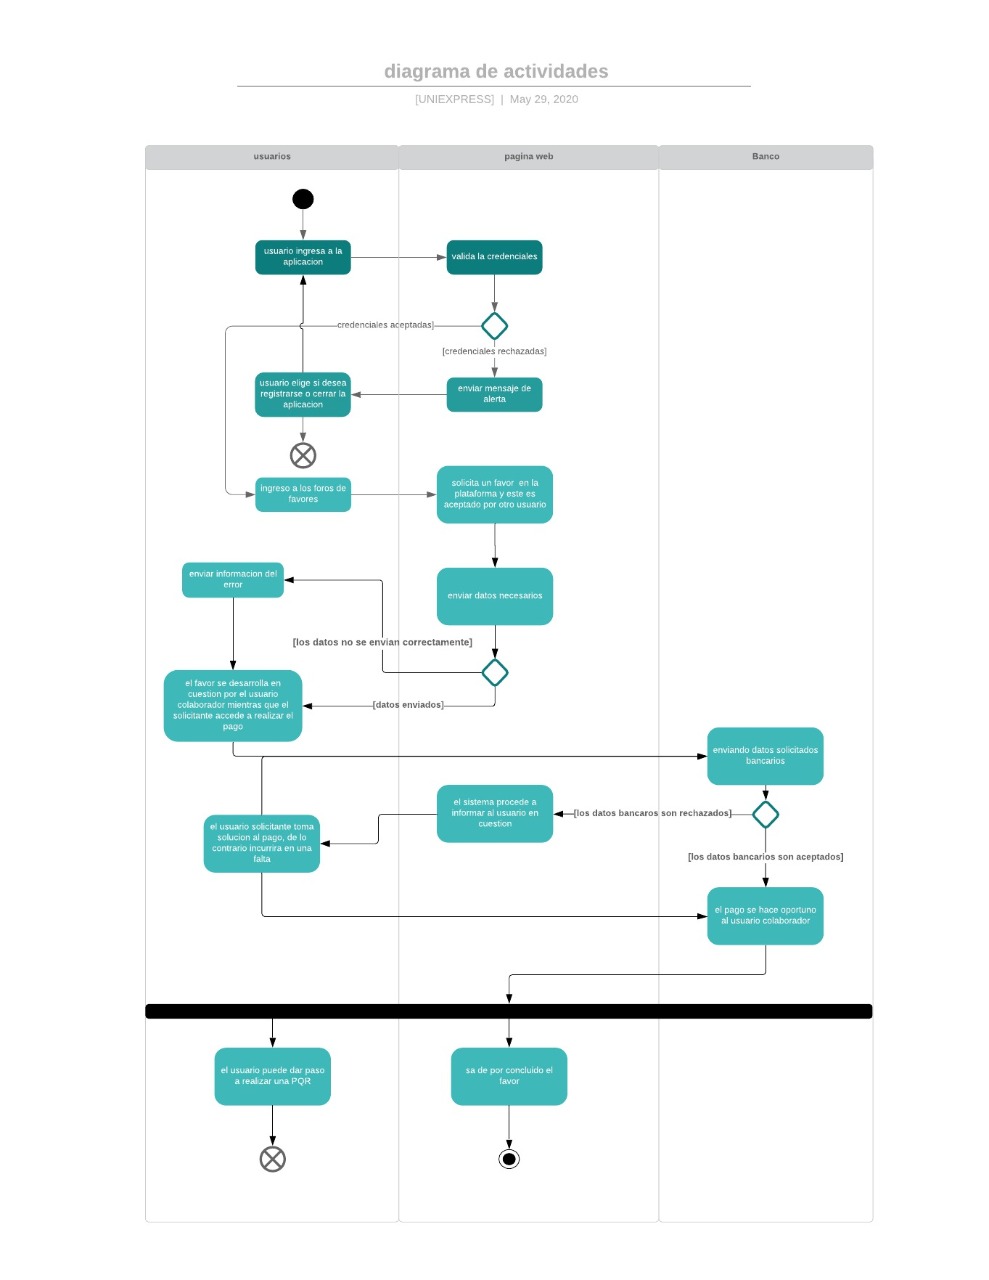 diagrama de actividades
[UNIEXPRESS] | May 29, 2020
usuarios
pagina web
Banco
usuario ingresa a la
aplicacion
valida la credenciales
credenciales aceptadas]
[credenciales rechazadas]
usuario elige si desea
registrarse o cerrar la
aplicacion
enviar mensaje de
alerta
ingreso a los foros de
favores
solicita un favor en la
plataforma y este es
aceptado por otro usuario
enviar informacion del
error
enviar datos necesarios
[los datos no se envian correctamente]
el favor se desarrolla en
cuestion por el usuario
colaborador mientras que el
solicitante accede a realizar el
pago
[datos enviados]
enviando datos solicitados
bancarios
el sistema procede a
informar al usuario en
cuestion
[los datos bancaros son rechazados]
el usuario solicitante toma
solucion al pago, de lo
contrario incurrira en una
falta
[los datos bancarios son aceptados]
el pago se hace oportuno
al usuario colaborador
el usuario puede dar paso
a realizar una PQR
sa de por concluido el
favor